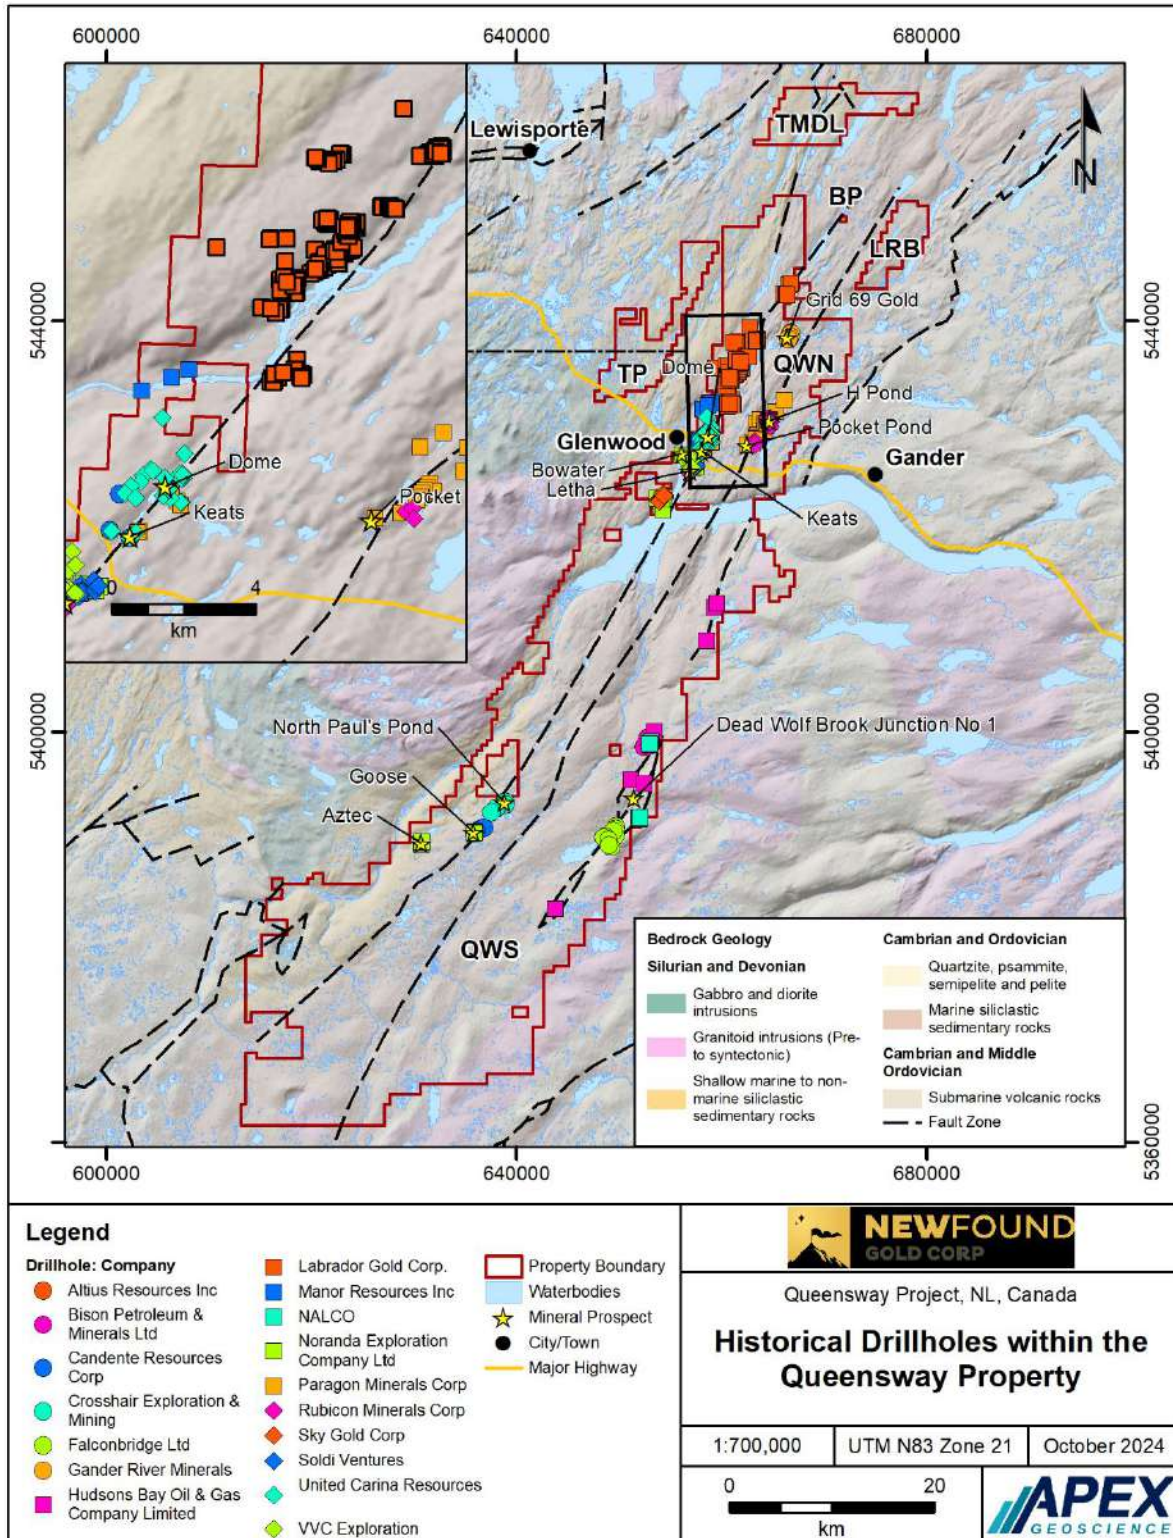 600000
640000
680000
Lewisporte
TMDL
N
BP
LRB
5440000
5440000
Grid 69 Gold
Dome
QWN
TP
H Pond
Glenwood
Pocket Pond
Gander
Bowater
Letha
Keats
Dome
Pocket
Keats
0
4
km
North Paul's Pond
Dead Wolf Brook Junction No 1
5400000
5400000
Goose
Aztec
QWS
Bedrock Geology
Silurian and Devonian
Gabbro and diorite
intrusions
Granitoid intrusions (Pre-
to syntectonic)
Shallow marine to non-
marine siliclastic
sedimentary rocks
Cambrian and Ordovician
Quartzite, psammite,
semipelite and pelite
Marine siliclastic
sedimentary rocks
Cambrian and Middle
Ordovician
Submarine volcanic rocks
Fault Zone
5360000
600000
640000
680000
Legend
Drillhole: Company
Altius Resources Inc
Bison Petroleum &
Minerals Ltd
Candente Resources
Corp
Crosshair Exploration &
Mining
Falconbridge Ltd
Gander River Minerals
Hudsons Bay Oil & Gas
Company Limited
Labrador Gold Corp.
Manor Resources Inc
NALCO
Noranda Exploration
Company Ltd
Paragon Minerals Corp
Rubicon Minerals Corp
Sky Gold Corp
Soldi Ventures
United Carina Resources
VVC Exploration
Property Boundary
Waterbodies
Mineral Prospect
City/Town
Major Highway
NEWFOUND
GOLD CORP
Queensway Project, NL, Canada
Historical Drillholes within the
Queensway Property
1:700,000
UTM N83 Zone 21
October 2024
0
20
km
APEX
GEOSCIENCE